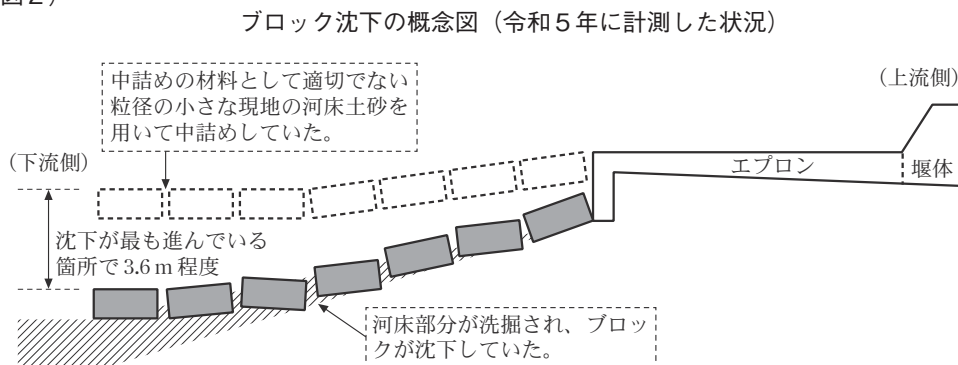 図２）
ブロック沈下の概念図（令和５年に計測した状況）
中詰めの材料として適切でない
粒径の小さな現地の河床土砂を
用いて中詰めしていた。
（上流側）
（下流側）
エプロン
堰体
沈下が最も進んでいる
箇所で3.6ｍ程度
河床部分が洗掘され、ブロッ
クが沈下していた。